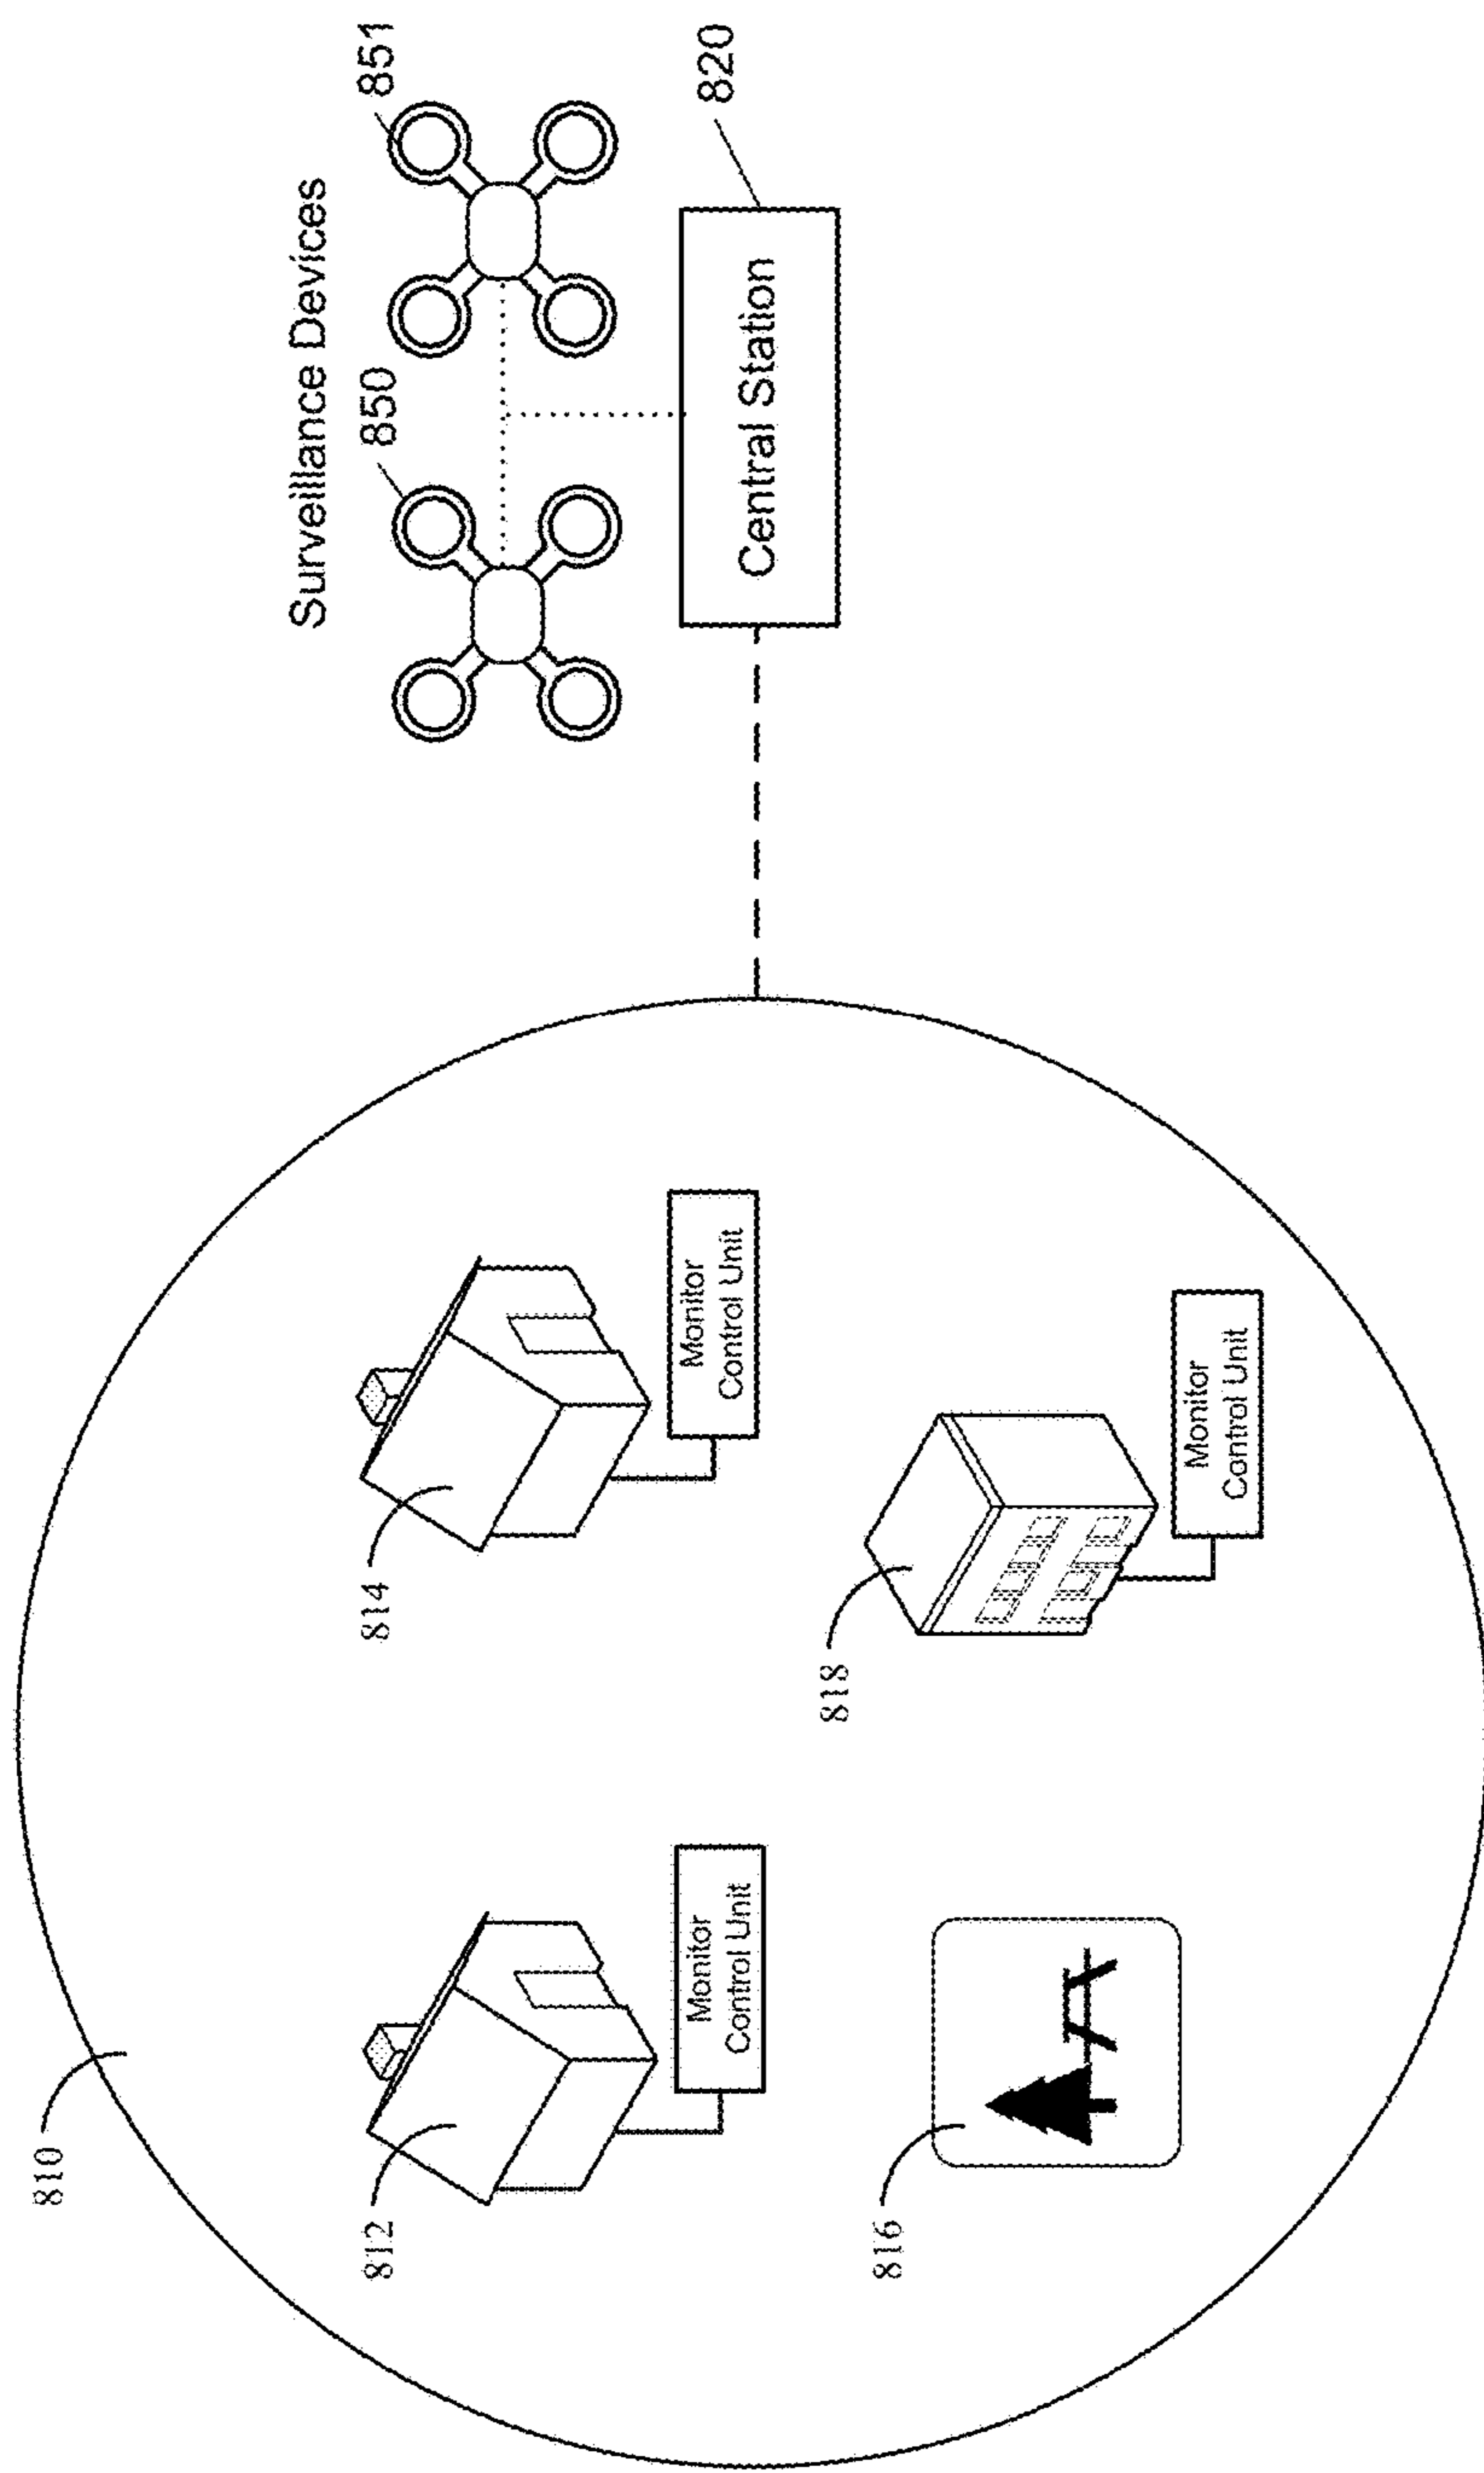 Surveillance Devices
850
851
820
Central Station
810
812
Monitor
Control Unit
814
Monitor
Control Unit
816
818
Monitor
Control Unit